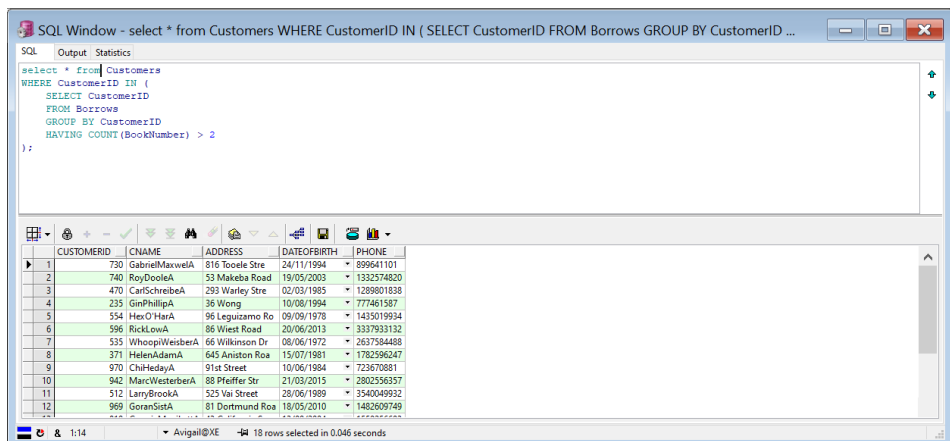 SQL Window - select * from Customers WHERE CustomerID IN ( SELECT CustomerID FROM Borrows GROUP BY CustomerID ...
SQL Output Statistics
select * from Customers
WHERE CustomerID IN (
SELECT CustomerID
FROM Borrows
GROUP BY CustomerID
HAVING COUNT(BookNumber) > 2
);
CUSTOMERID CNAME ADDRESS DATEOFBIRTH PHONE
1 730 GabrielMaxwelA 816 Tooele Stre 24/11/1994 899641101
2 740 RoyDooleA 53 Makeba Road 19/05/2003 1332574820
3 470 CarlSchreibeA 293 Warley Stre 02/03/1985 1289801838
4 235 GinPhillipA 36 Wong 10/08/1994 777461587
5 554 HexO'HarA 96 Leguizamo Ro 09/09/1978 1435019934
6 596 RickLowA 86 Wiest Road 20/06/2013 3337933132
7 535 WhoopiWeisberA 66 Wilkinson Dr 08/06/1972 2637584488
8 371 HelenAdamA 645 Aniston Roa 15/07/1981 1782596247
9 970 ChiHedayA 91st Street 10/06/1984 723670881
10 942 MarcWesterberA 88 Pfeiffer Str 21/03/2015 2802556357
11 512 LarryBrookA 525 Vai Street 28/06/1989 3540049932
12 969 GoranSistA 81 Dortmund Roa 18/05/2010 1482609749
& 1:14 Avigail@XE 18 rows selected in 0.046 seconds